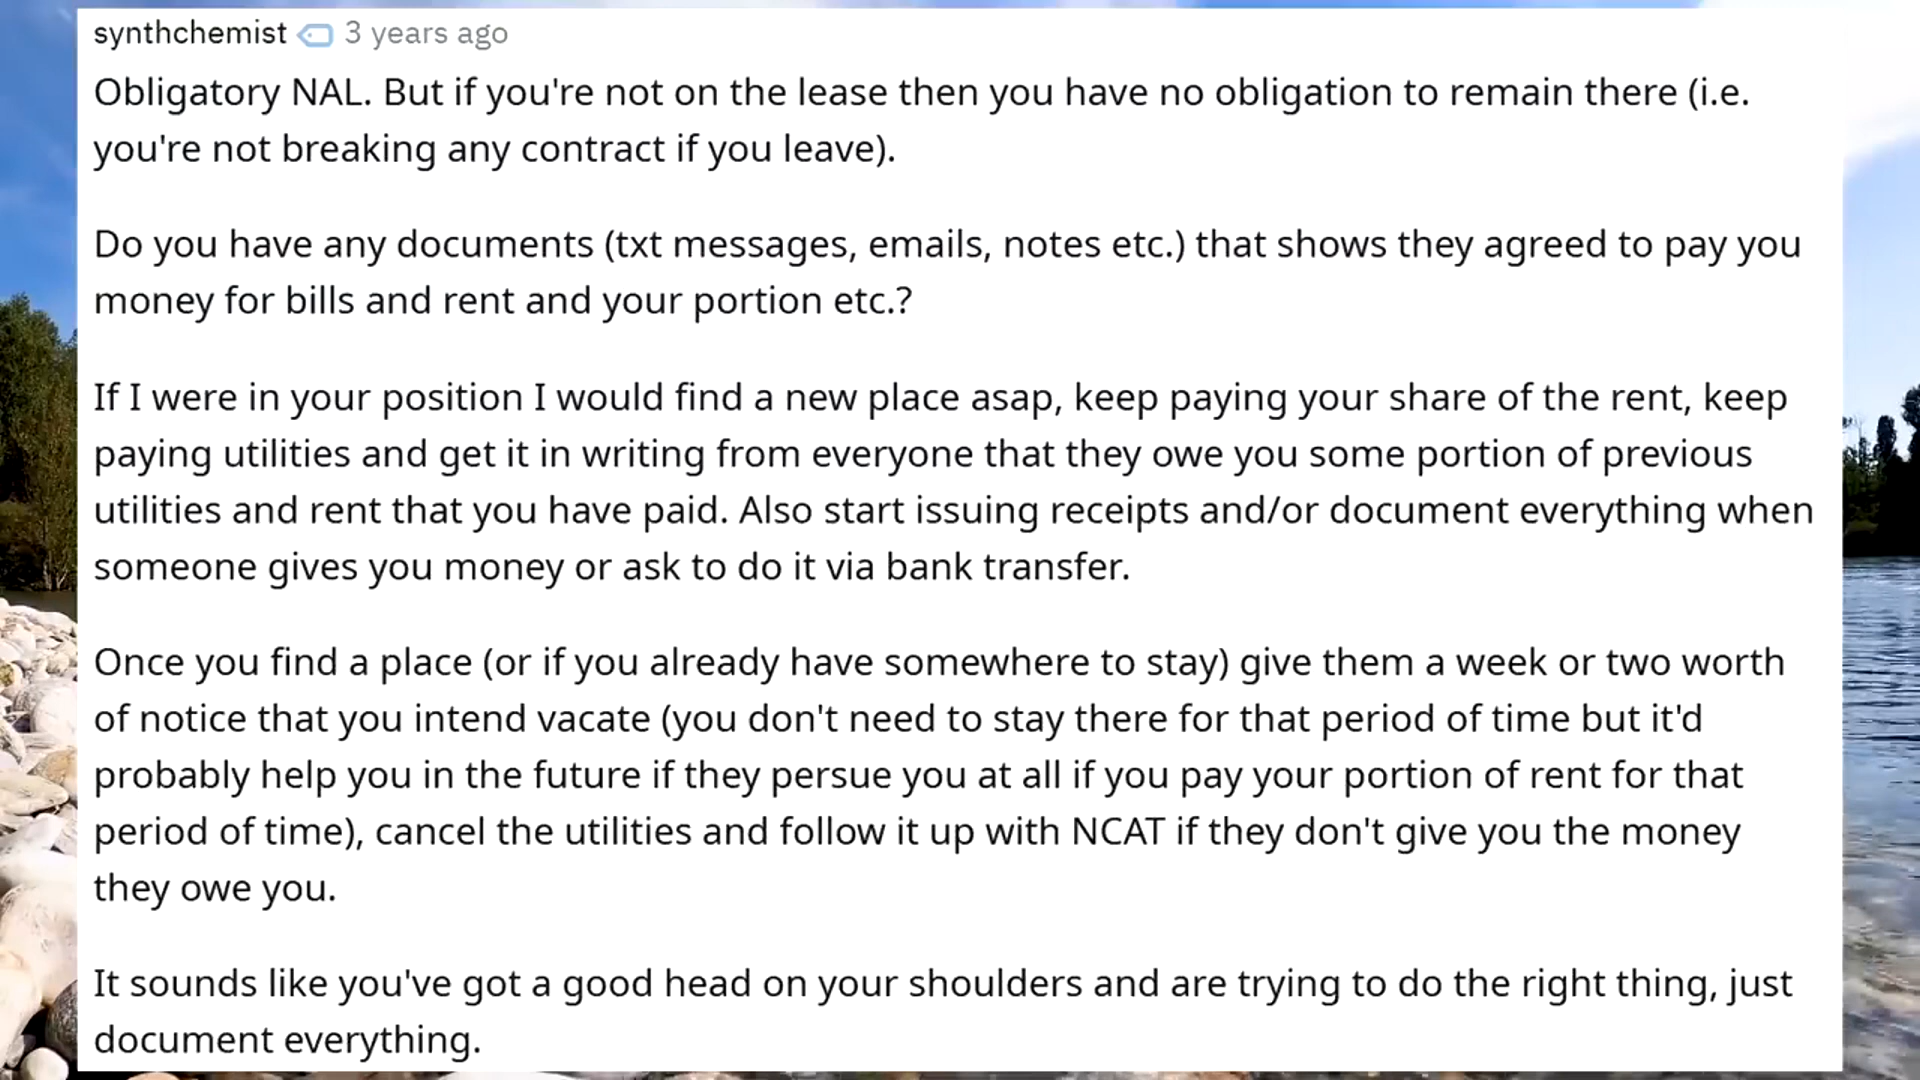 synthchemist 3 years ago
Obligatory NAL. But if you're not on the lease then you have no obligation to remain there (i.e.
you're not breaking any contract if you leave).
Do you have any documents (txt messages, emails, notes etc.) that shows they agreed to pay you
money for bills and rent and your portion etc.?
If I were in your position I would find a new place asap, keep paying your share of the rent, keep
paying utilities and get it in writing from everyone that they owe you some portion of previous
utilities and rent that you have paid. Also start issuing receipts and/or document everything when
someone gives you money or ask to do it via bank transfer.
Once you find a place (or if you already have somewhere to stay) give them a week or two worth
of notice that you intend vacate (you don't need to stay there for that period of time but it'd
probably help you in the future if they persue you at all if you pay your portion of rent for that
period of time), cancel the utilities and follow it up with NCAT if they don't give you the money
they owe you.
It sounds like you've got a good head on your shoulders and are trying to do the right thing, just
document everything.